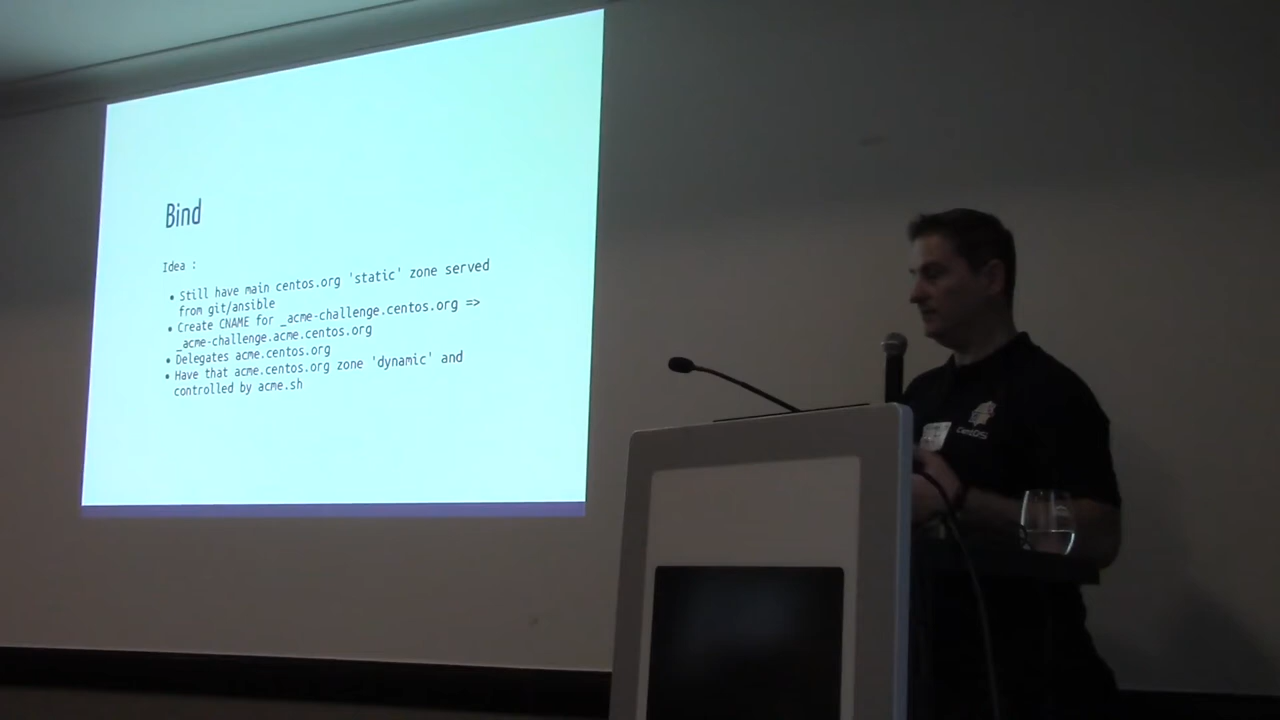 Bind
Idea :
• Still have main centos.org 'static' zone served
from git/ansible
• Create CNAME for _acme-challenge.centos.org =>
_acme-challenge.acme.centos.org
• Delegates acme.centos.org
• Have that acme.centos.org zone 'dynamic' and
controlled by acme.sh
CentOS